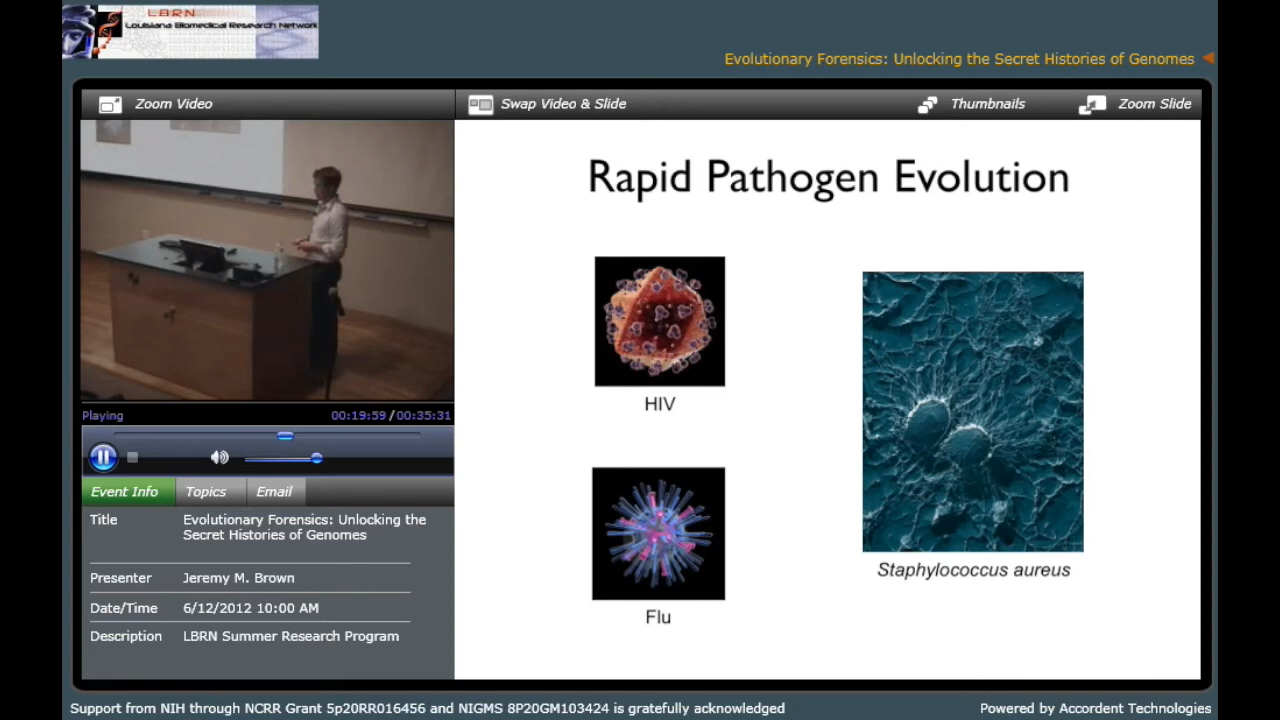 LBRN
Louisiana Biomedical Research Network
Evolutionary Forensics: Unlocking the Secret Histories of Genomes
Zoom Video
Swap Video & Slide
Thumbnails
Zoom Slide
Rapid Pathogen Evolution
HIV
Flu
Staphylococcus aureus
Playing
00:19:59 / 00:35:31
Event Info
Topics
Email
Title
Evolutionary Forensics: Unlocking the
Secret Histories of Genomes
Presenter
Jeremy M. Brown
Date/Time
6/12/2012 10:00 AM
Description
LBRN Summer Research Program
Support from NIH through NCRR Grant 5p20RR016456 and NIGMS 8P20GM103424 is gratefully acknowledged
Powered by Accordent Technologies